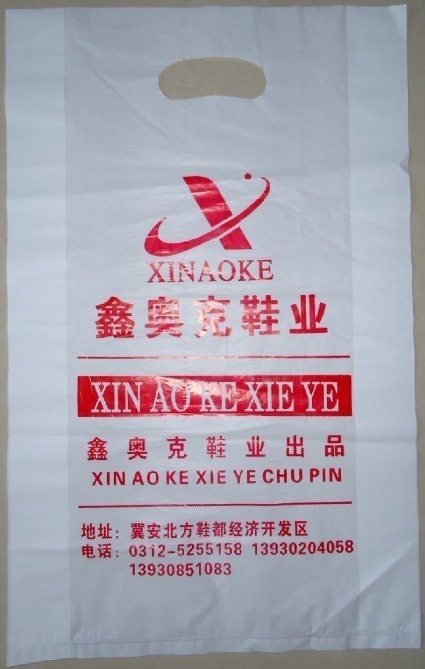 XINAOKE
鑫奥克鞋业
XIN AO KE XIE YE
鑫奥克鞋业出品
XIN AO KE XIE YE CHU PIN
地址：冀安北方鞋都经济开发区
电话：0312-5255158 13930204058
13930851083